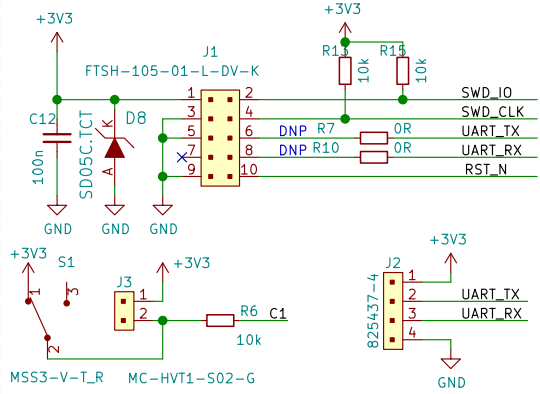 +3V3
+3V3
J1
R13
R15
FTSH-105-01-L-DV-K
10k
10k
1
2
SWD_IO
C12
D8
K
3
4
SWD_CLK
5
6
DNP
R7
0R
UART_TX
100n
SD05C.TCT
7
8
DNP
R10
0R
UART_RX
A
9
10
RST_N
GND
GND
GND
+3V3
S1
+3V3
+3V3
J3
J2
1
3
1
1
2
UART_TX
2
R6
C1
3
UART_RX
825437-4
10k
4
2
MSS3-V-T_R
MC-HVT1-S02-G
GND